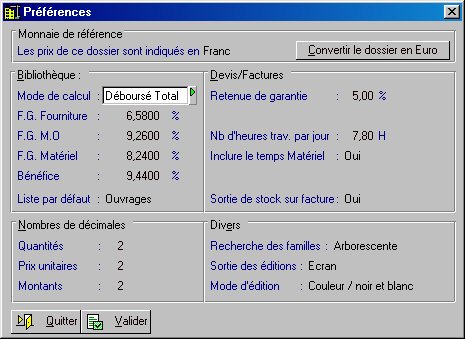 Préférences
Monnaie de référence
Les prix de ce dossier sont indiqués en Franc
Convertir le dossier en Euro
Bibliothèque :
Mode de calcul : Déboursé Total
F.G. Fourniture : 6,5800 %
F.G. M.O : 9,2600 %
F.G. Matériel : 8,2400 %
Bénéfice : 9,4400 %
Liste par défaut : Ouvrages
Devis/Factures
Retenue de garantie : 5,00 %
Nb d'heures trav. par jour : 7,80 H
Inclure le temps Matériel : Oui
Sortie de stock sur facture : Oui
Nombres de décimales
Quantités : 2
Prix unitaires : 2
Montants : 2
Divers
Recherche des familles : Arborescente
Sortie des éditions : Ecran
Mode d'édition : Couleur / noir et blanc
Quitter
Valider